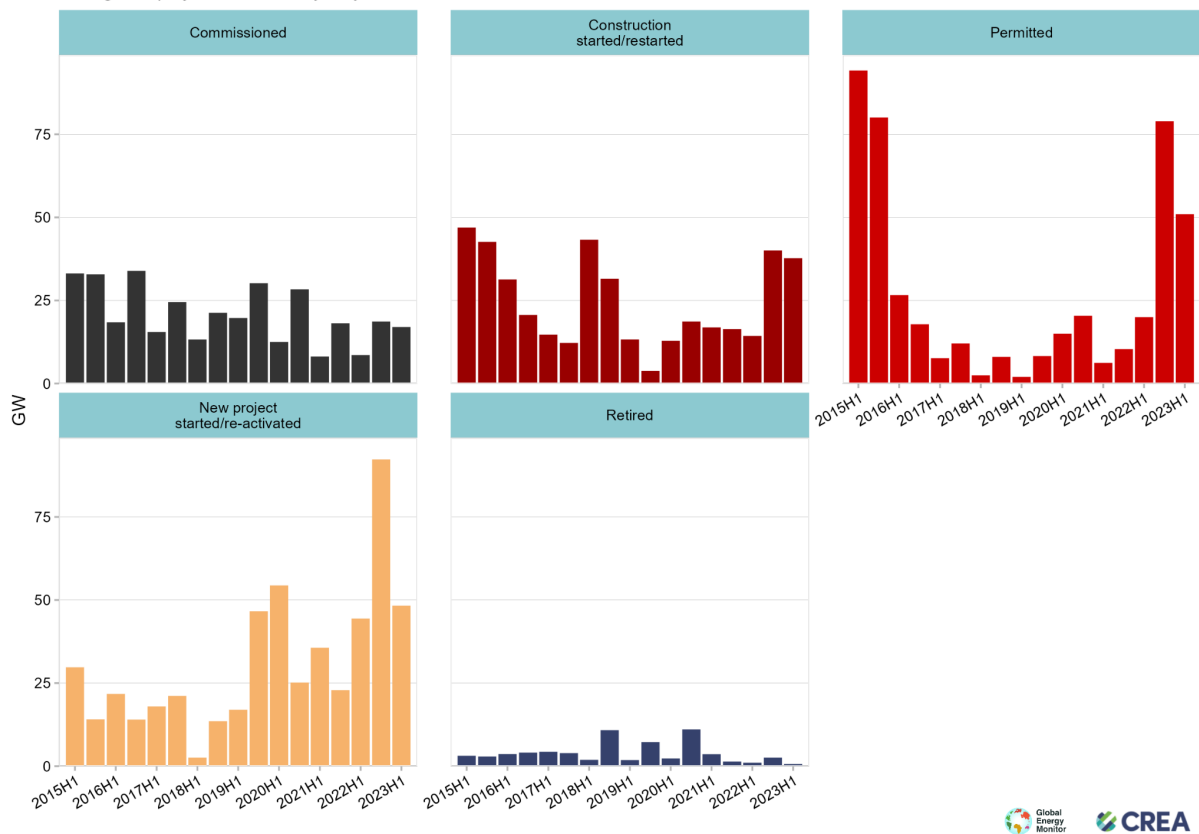 Commissioned
Construction
started/restarted
Permitted
75
50
25
0
GW
2015H1
2016H1
2017H1
2018H1
2019H1
2020H1
2021H1
2022H1
2023H1
New project
started/re-activated
Retired
75
50
25
0
2015H1
2016H1
2017H1
2018H1
2019H1
2020H1
2021H1
2022H1
2023H1
2015H1
2016H1
2017H1
2018H1
2019H1
2020H1
2021H1
2022H1
2023H1
Global
Energy
Monitor
CREA